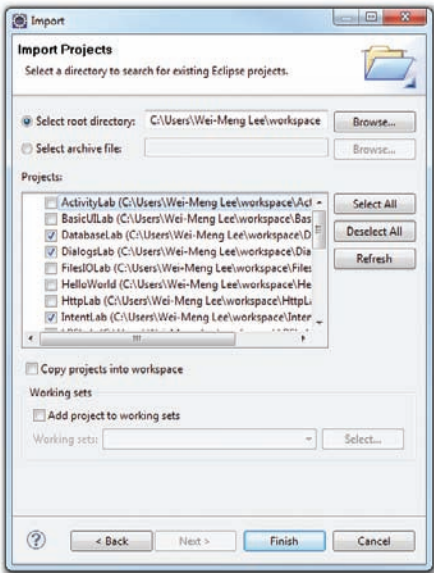 Import
Import Projects
Select a directory to search for existing Eclipse projects.
Select root directory: C:\Users\Wei-Meng Lee\workspace Browse...
Select archive file: Browse...
Projects:
ActivityLab (C:\Users\Wei-Meng Lee\workspace\Act
BasicUILab (C:\Users\Wei-Meng Lee\workspace\Bas
DatabaseLab (C:\Users\Wei-Meng Lee\workspace\D
DialogsLab (C:\Users\Wei-Meng Lee\workspace\Dia
FilesIOLab (C:\Users\Wei-Meng Lee\workspace\Files
HelloWorld (C:\Users\Wei-Meng Lee\workspace\He
HttpLab (C:\Users\Wei-Meng Lee\workspace\HttpL
IntentLab (C:\Users\Wei-Meng Lee\workspace\Inter
Select All
Deselect All
Refresh
Copy projects into workspace
Working sets
Add project to working sets
Working sets: Select...
? < Back Next > Finish Cancel